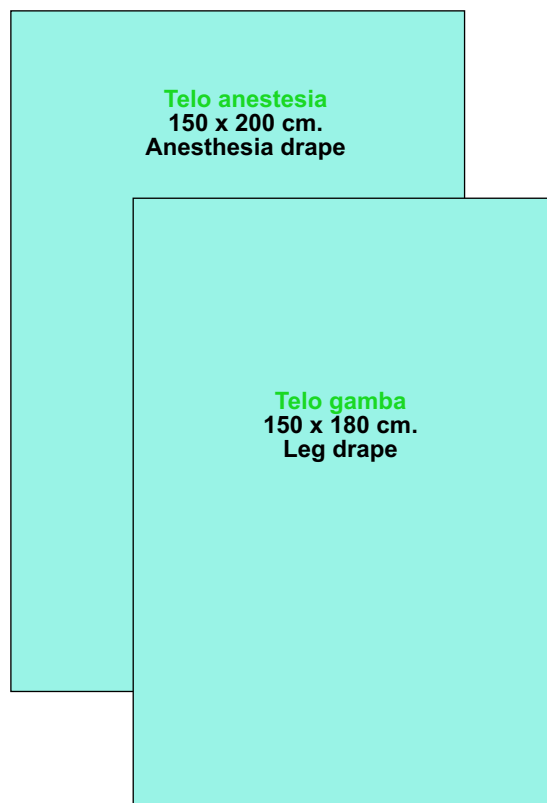 Telo anestesia
150 x 200 cm.
Anesthesia drape
Telo gamba
150 x 180 cm.
Leg drape